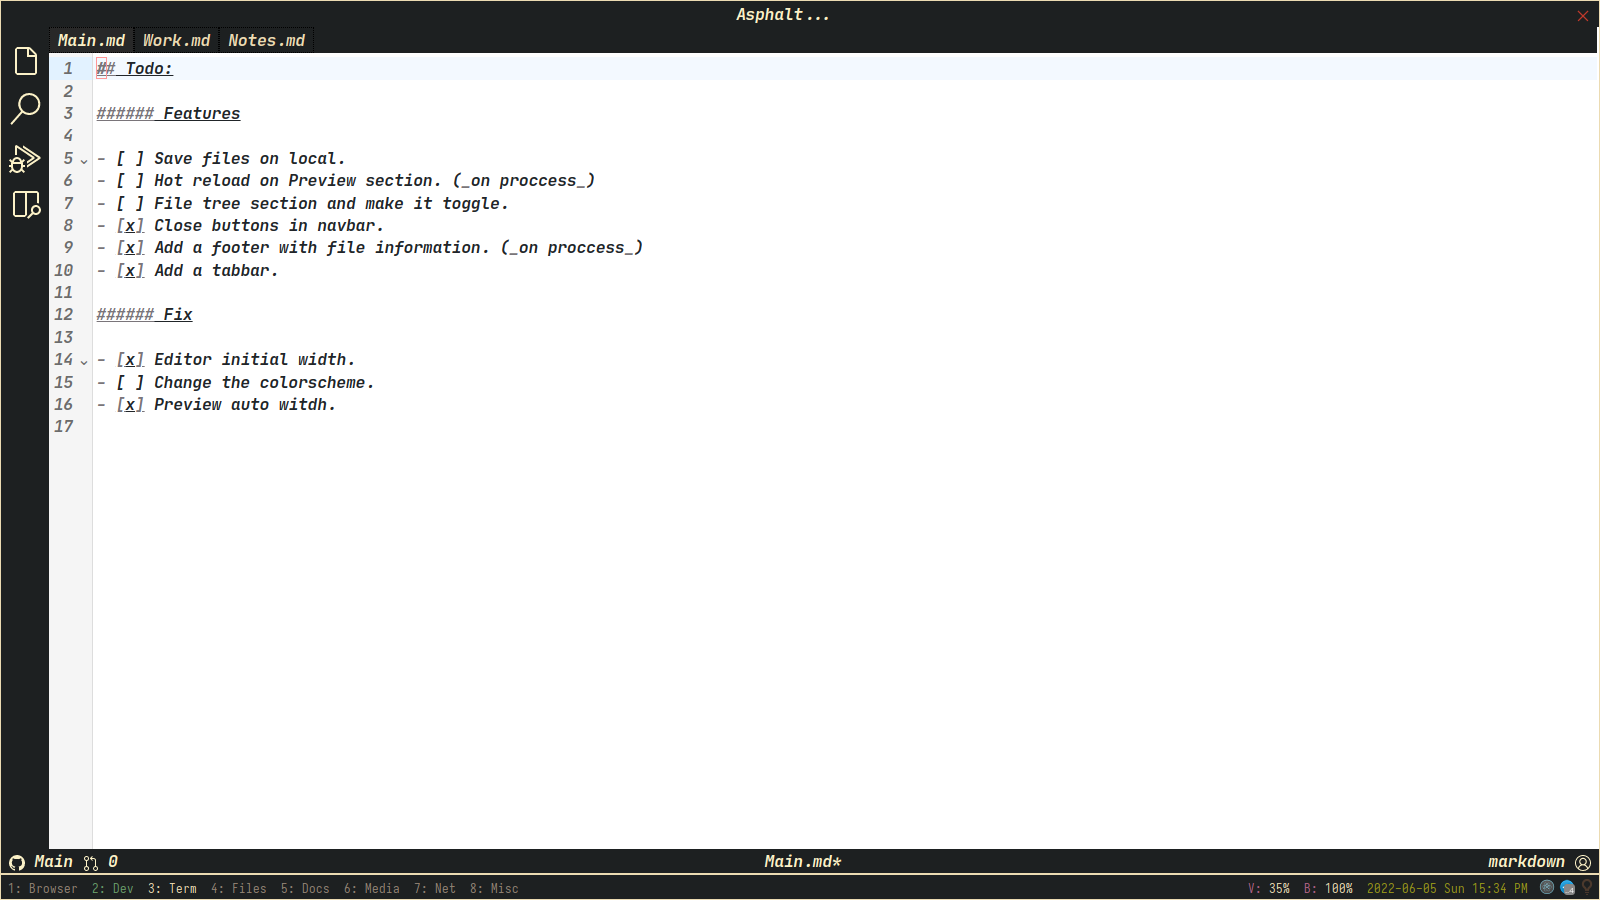 Asphalt...
Main.md Work.md Notes.md
1 ## Todo:
2
3 ###### Features
4
5 - [ ] Save files on local.
6 - [ ] Hot reload on Preview section. (_on proccess_)
7 - [ ] File tree section and make it toggle.
8 - [x] Close buttons in navbar.
9 - [x] Add a footer with file information. (_on proccess_)
10 - [x] Add a tabbar.
11
12 ###### Fix
13
14 - [x] Editor initial width.
15 - [ ] Change the colorscheme.
16 - [x] Preview auto witdh.
17
Main 0 Main.md* markdown
1: Browser 2: Dev 3: Term 4: Files 5: Docs 6: Media 7: Net 8: Misc V: 35% B: 100% 2022-06-05 Sun 15:34 PM